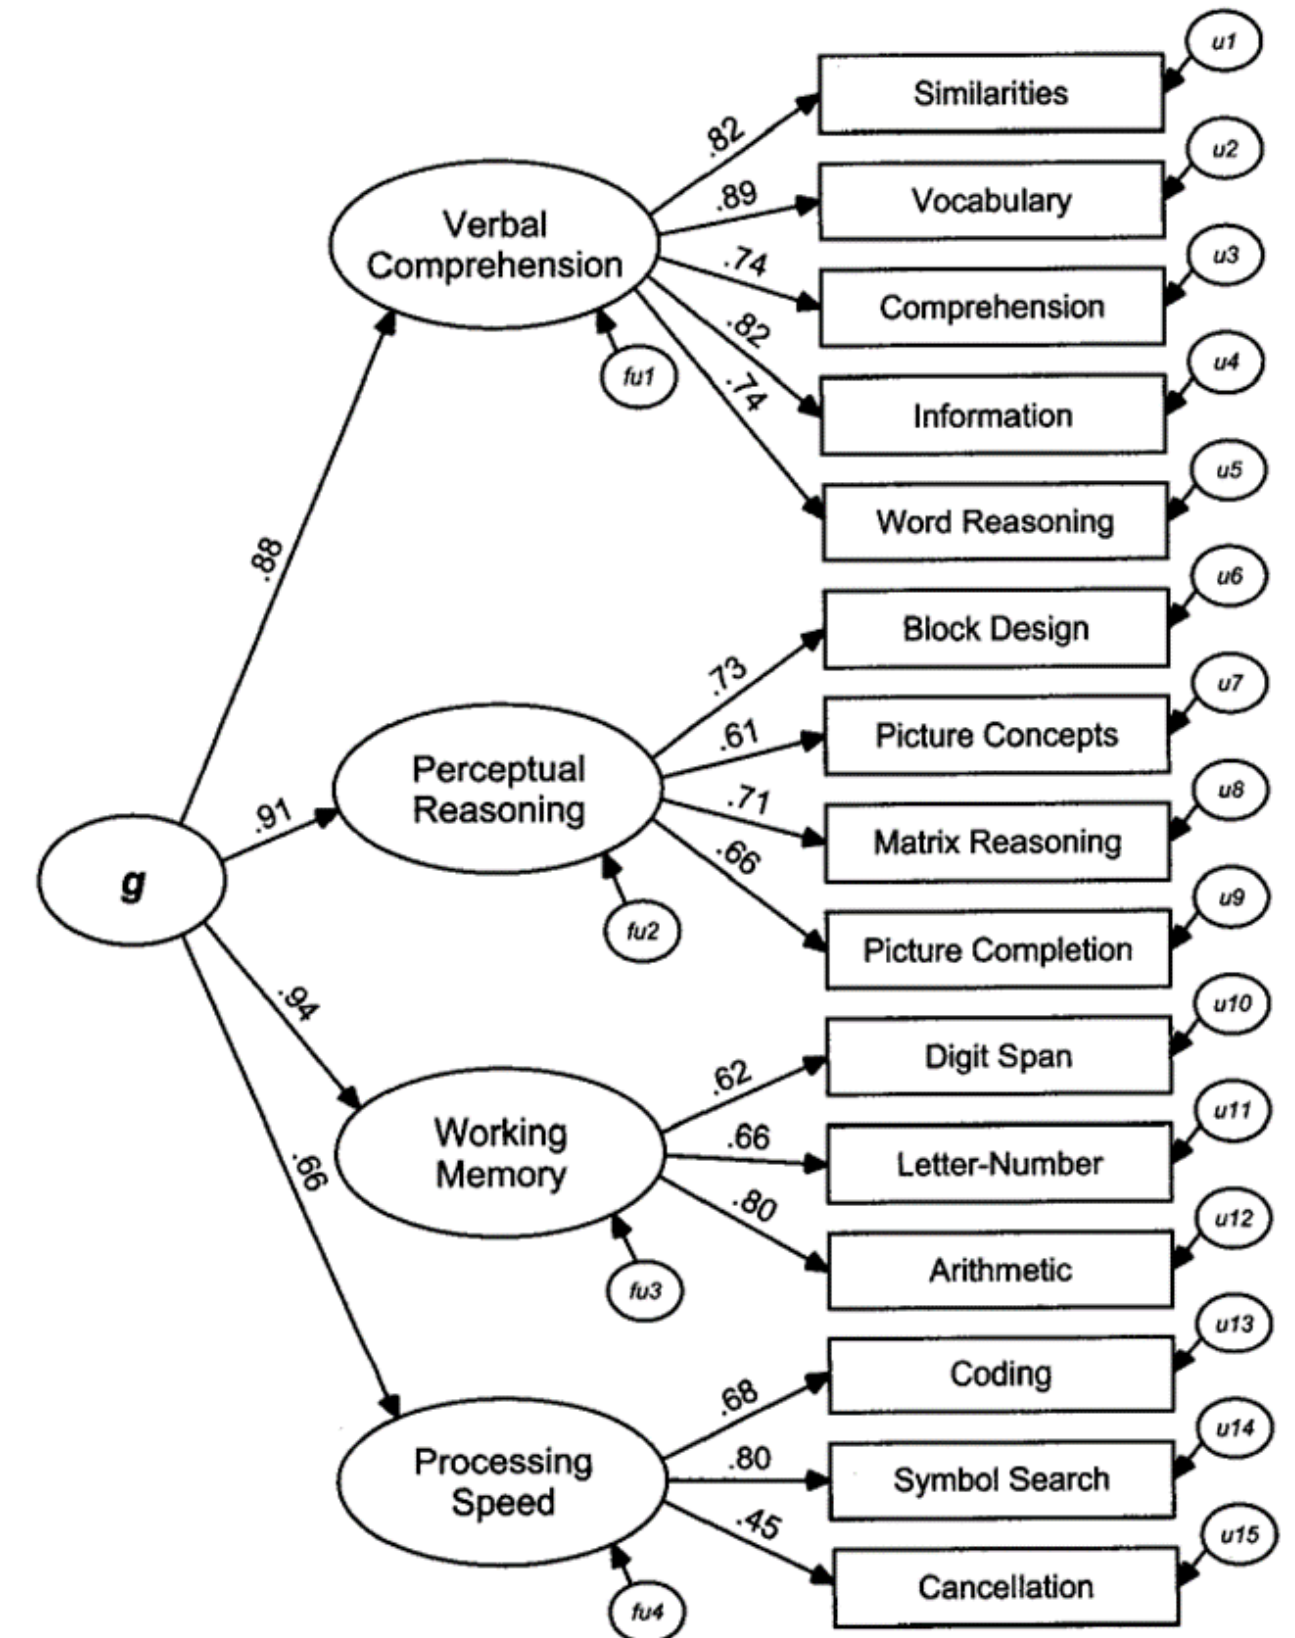 u1
Similarities
.82
u2
.89
Vocabulary
Verbal
Comprehension
u3
.74
Comprehension
.82
u4
fu1
.74
Information
u5
Word Reasoning
.88
u6
Block Design
.73
u7
.61
Picture Concepts
Perceptual
Reasoning
u8
.71
Matrix Reasoning
.91
.66
g
u9
fu2
Picture Completion
.94
u10
Digit Span
.62
u11
Working
Memory
.66
Letter-Number
.66
.80
u12
Arithmetic
fu3
u13
Coding
.68
u14
Processing
Speed
.80
Symbol Search
.45
u15
Cancellation
fu4